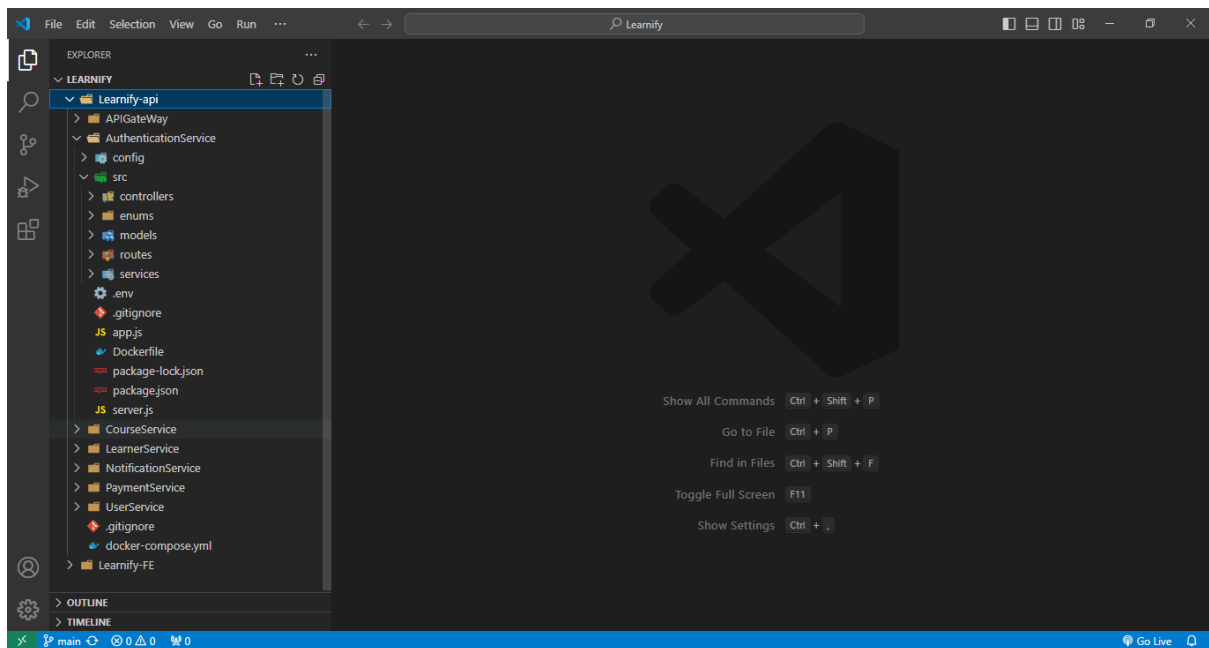 File Edit Selection View Go Run ··· Learnify
EXPLORER ···
LEARNIFY
Learnify-api
APIGateWay
AuthenticationService
config
src
controllers
enums
models
routes
services
.env
.gitignore
JS app.js
Dockerfile
package-lock.json
package.json
JS server.js
CourseService
LearnerService
NotificationService
PaymentService
UserService
.gitignore
docker-compose.yml
Learnify-FE
OUTLINE
TIMELINE
Show All Commands Ctrl + Shift + P
Go to File Ctrl + P
Find in Files Ctrl + Shift + F
Toggle Full Screen F11
Show Settings Ctrl + ,
main 0 0 0 Go Live